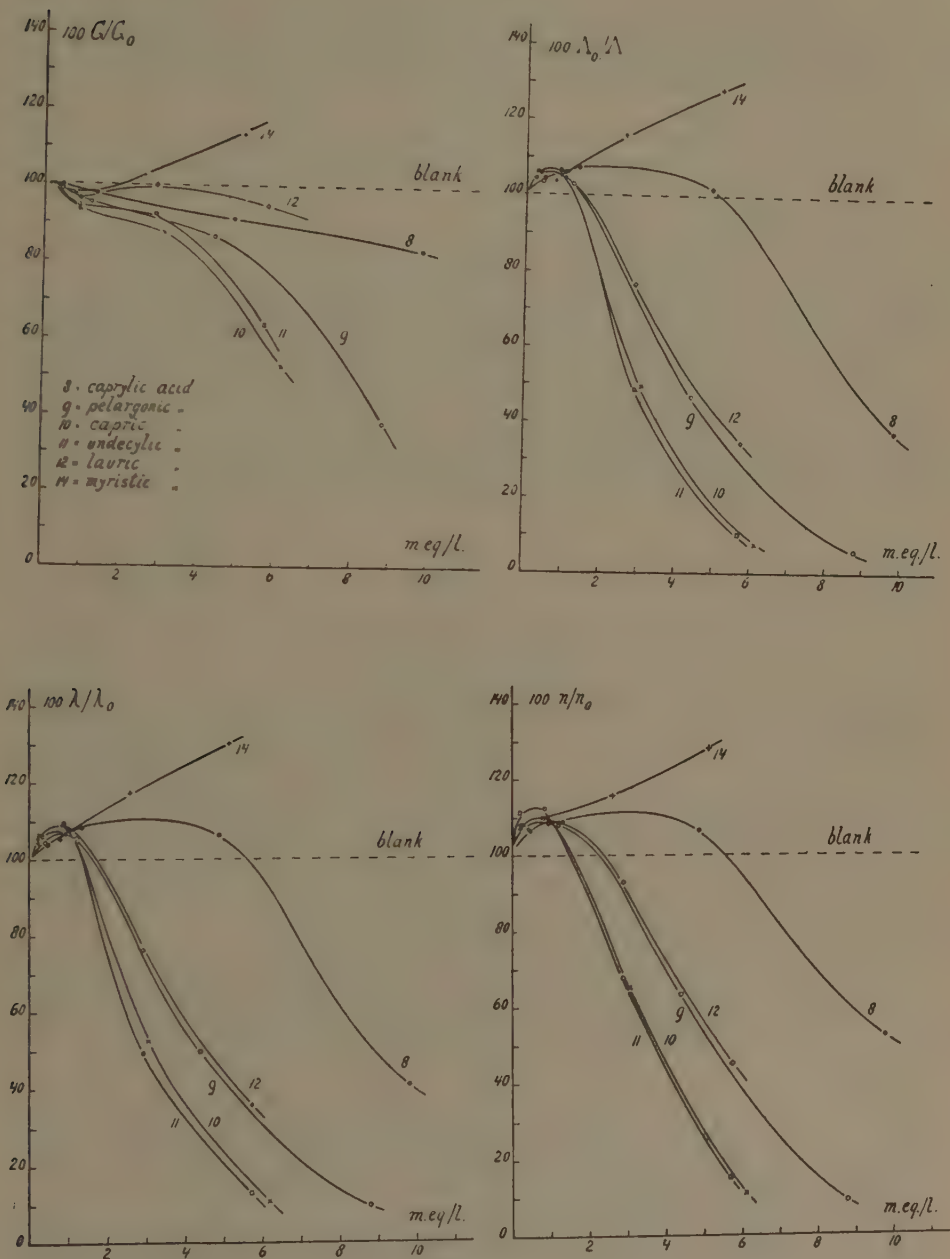 100 G/G₀
140
120
100
80
60
40
20
0
14
blank
12
8
9
11
10
8 = caprylic acid
9 = pelargonic „
10 = capric „
11 = undecylic „
12 = lauric „
14 = myristic „
m.eq/l.
2 4 6 8 10
100 Λ₀/Λ
140
120
100
80
60
40
20
0
14
blank
8
12
9
10
11
m.eq/l.
2 4 6 8 10
100 λ/λ₀
140
120
100
80
60
40
20
0
14
blank
8
12
9
10
11
m.eq/l.
2 4 6 8 10
100 n/n₀
140
120
100
80
60
40
20
0
14
blank
8
12
9
10
11
m.eq/l.
2 4 6 8 10